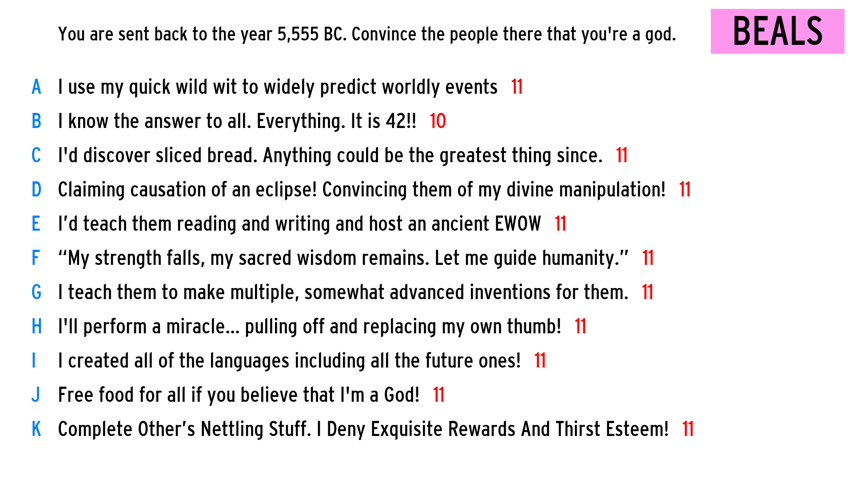 You are sent back to the year 5,555 BC. Convince the people there that you're a god.
BEALS
A I use my quick wild wit to widely predict worldly events 11
B I know the answer to all. Everything. It is 42!! 10
C I'd discover sliced bread. Anything could be the greatest thing since. 11
D Claiming causation of an eclipse! Convincing them of my divine manipulation! 11
E I’d teach them reading and writing and host an ancient EWOW 11
F “My strength falls, my sacred wisdom remains. Let me guide humanity.” 11
G I teach them to make multiple, somewhat advanced inventions for them. 11
H I'll perform a miracle... pulling off and replacing my own thumb! 11
I I created all of the languages including all the future ones! 11
J Free food for all if you believe that I'm a God! 11
K Complete Other’s Nettling Stuff. I Deny Exquisite Rewards And Thirst Esteem! 11